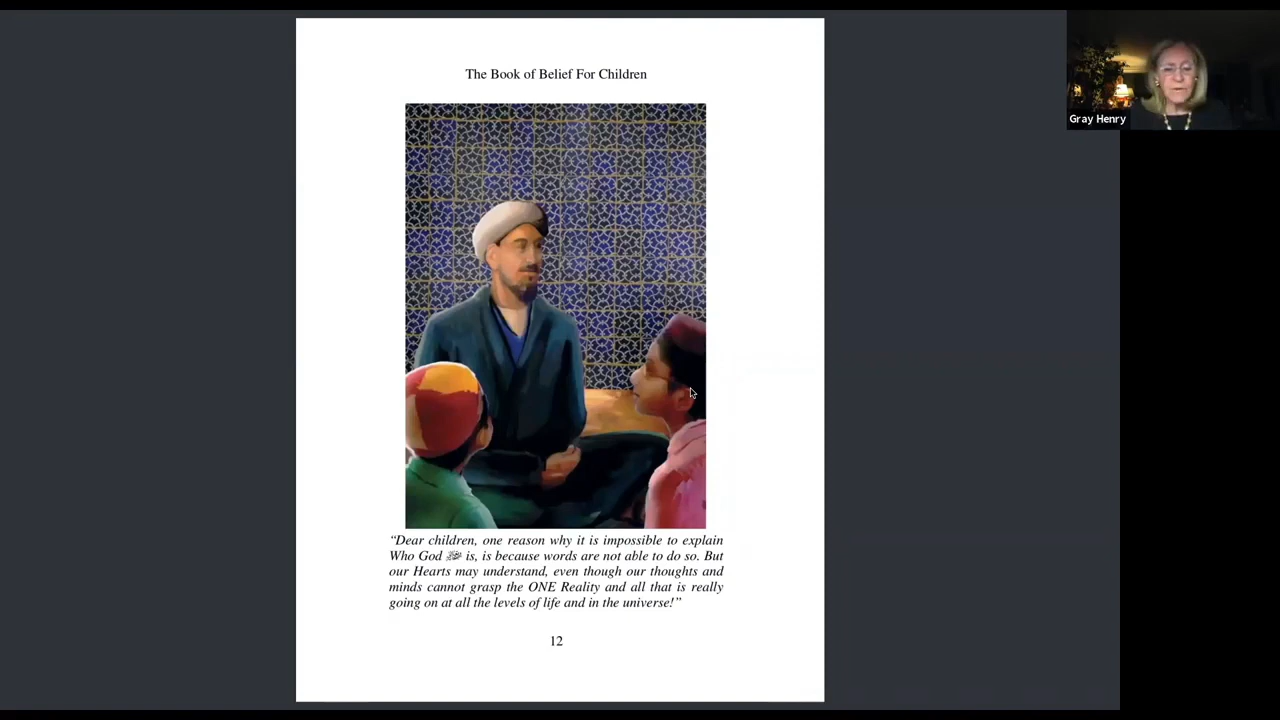 The Book of Belief For Children
Gray Henry
“Dear children, one reason why it is impossible to explain
Who God is, is because words are not able to do so. But
our Hearts may understand, even though our thoughts and
minds cannot grasp the ONE Reality and all that is really
going on at all the levels of life and in the universe!”
12